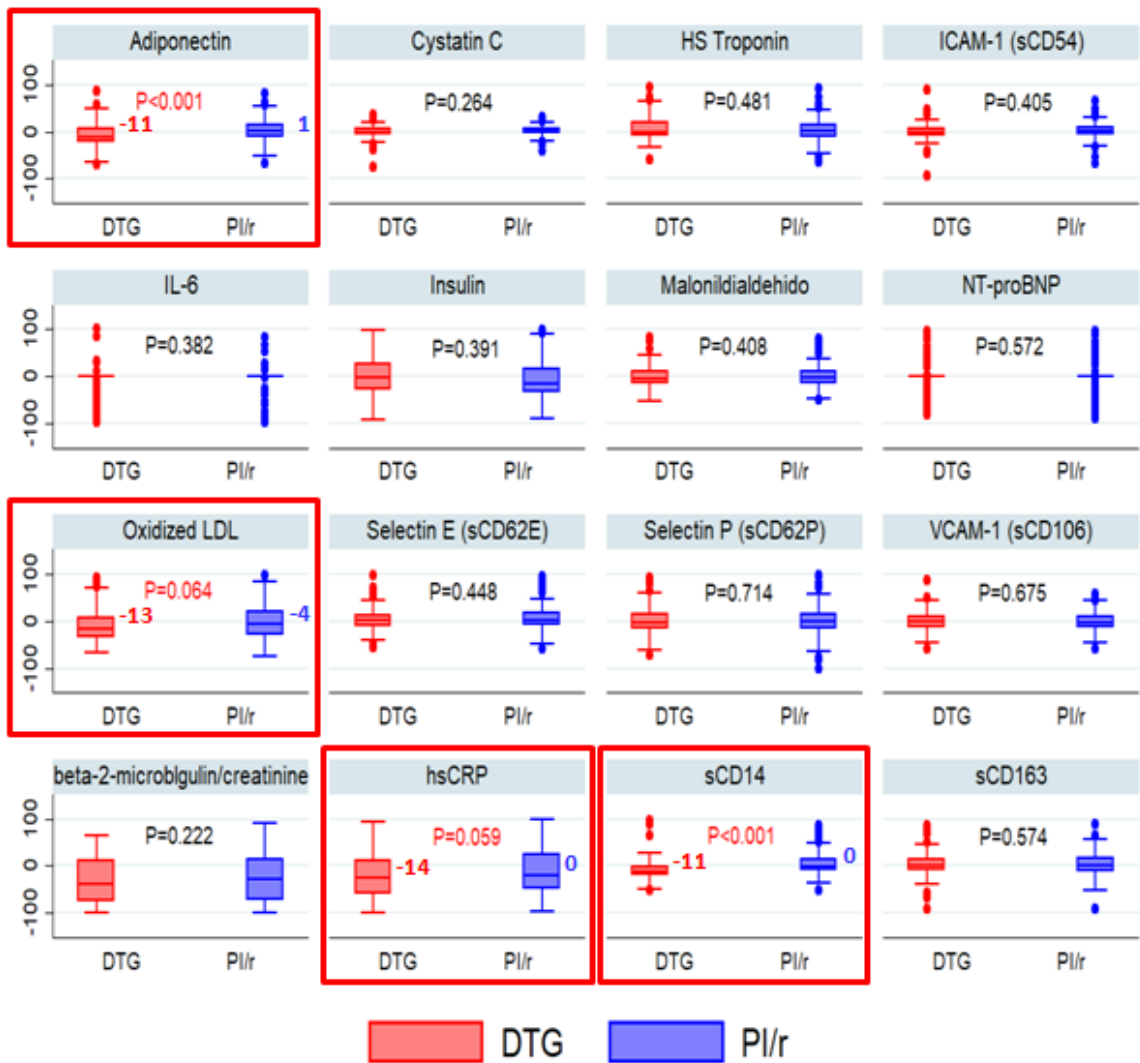 Adiponectin Cystatin C HS Troponin ICAM-1 (sCD54)
100 P<0.001 P=0.264 P=0.481 P=0.405
0 -11 1
-100
DTG PI/r DTG PI/r DTG PI/r DTG PI/r
IL-6 Insulin Malonildialdehido NT-proBNP
100 P=0.382 P=0.391 P=0.408 P=0.572
0
-100
DTG PI/r DTG PI/r DTG PI/r DTG PI/r
Oxidized LDL Selectin E (sCD62E) Selectin P (sCD62P) VCAM-1 (sCD106)
100 P=0.064 P=0.448 P=0.714 P=0.675
0 -13 -4
-100
DTG PI/r DTG PI/r DTG PI/r DTG PI/r
beta-2-microblgulin/creatinine hsCRP sCD14 sCD163
100 P=0.222 P=0.059 P<0.001 P=0.574
0 -14 0 -11 0
-100
DTG PI/r DTG PI/r DTG PI/r DTG PI/r
DTG PI/r